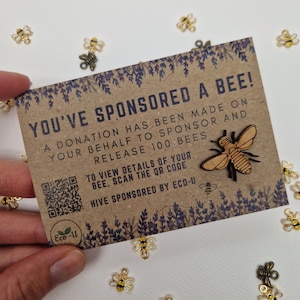 YOU'VE SPONSORED A BEE!
A DONATION HAS BEEN MADE ON
YOUR BEHALF TO SPONSOR AND
RELEASE 100 BEES
TO VIEW DETAILS OF YOUR
BEE, SCAN THE QR CODE
HIVE SPONSORED BY ECO-U
Eco-U